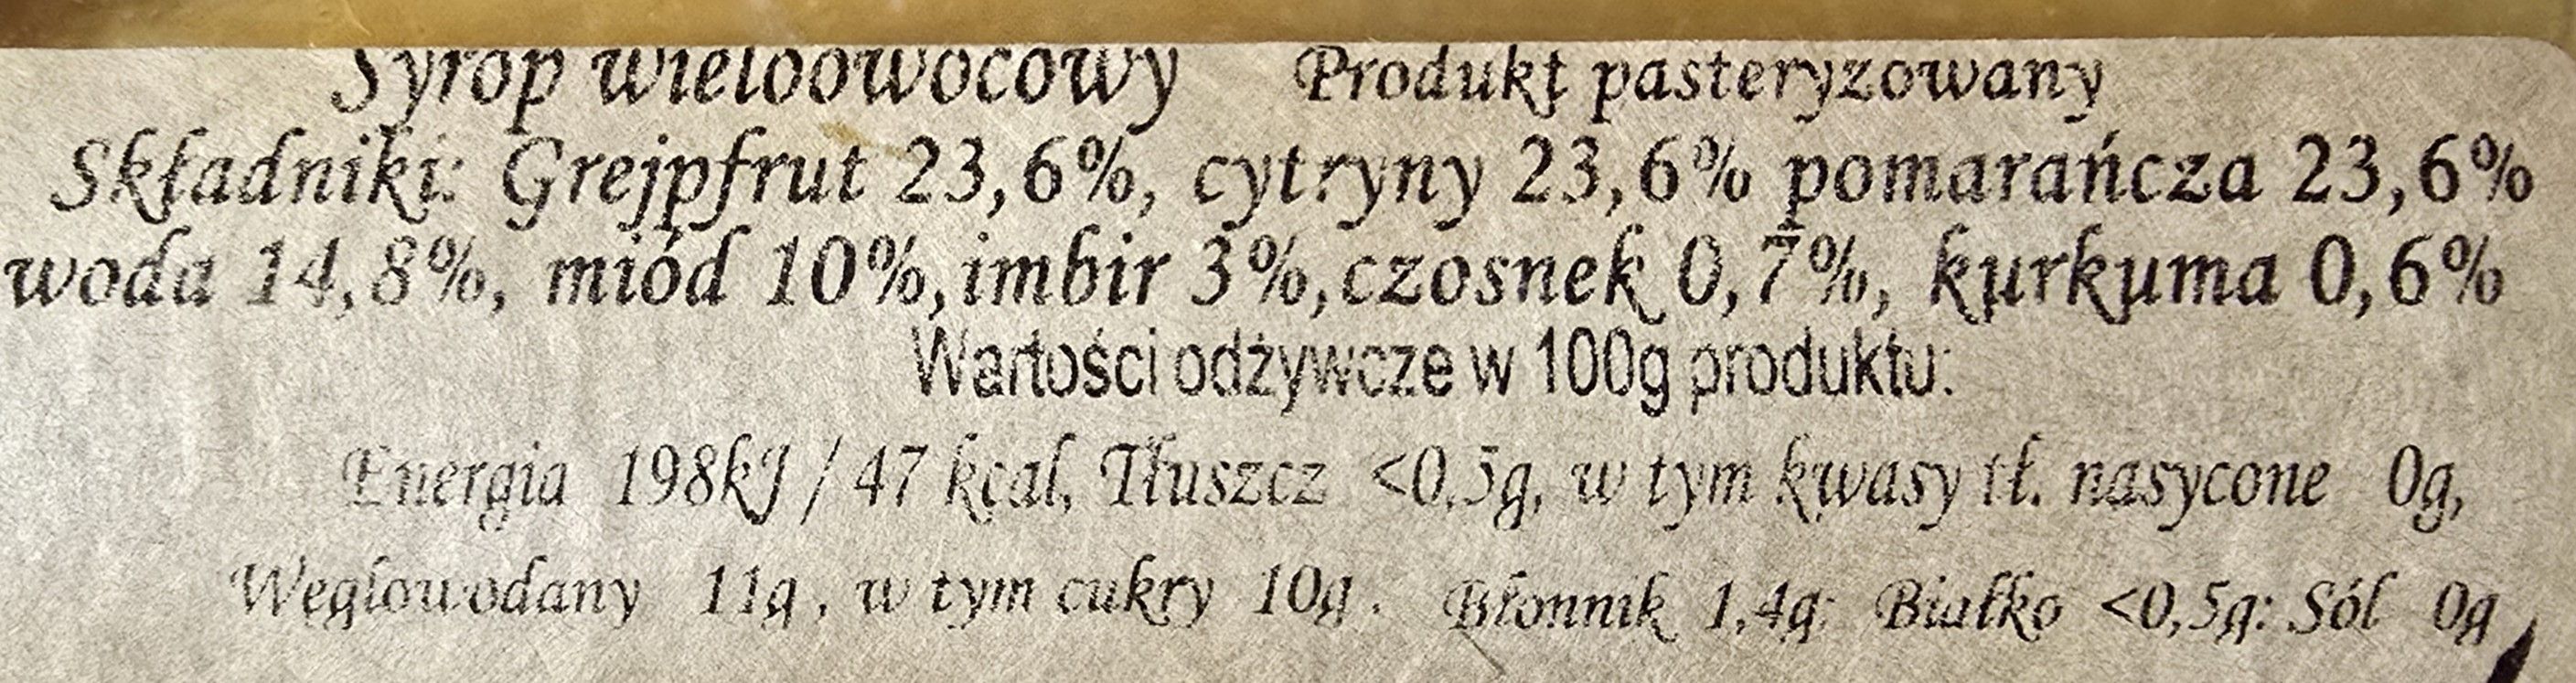 Syrop wieloowocowy Produkt pasteryzowany
Składniki: Grejpfrut 23,6%, cytryny 23,6% pomarańcza 23,6%
woda 14,8%, miód 10%,imbir 3%,czosnek 0,7%, kurkuma 0,6%
Wartości odżywcze w 100g produktu:
Energia 198kJ / 47 kcal, Tłuszcz <0,5g, w tym kwasy tł. nasycone 0g,
Węglowodany 11g , w tym cukry 10g . Błonnik 1,4g: Białko <0,5g: Sól 0g